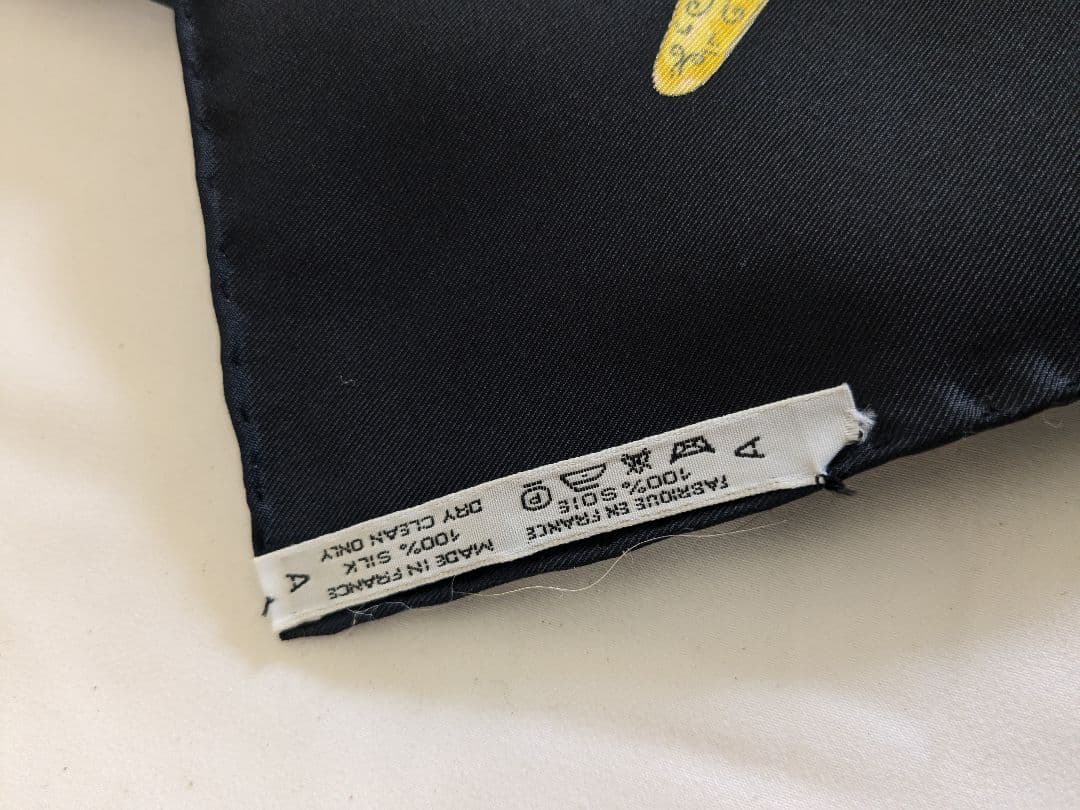 A
FABRIQUE EN FRANCE
100% SOIE
P
MADE IN FRANCE
100% SILK
DRY CLEAN ONLY
A